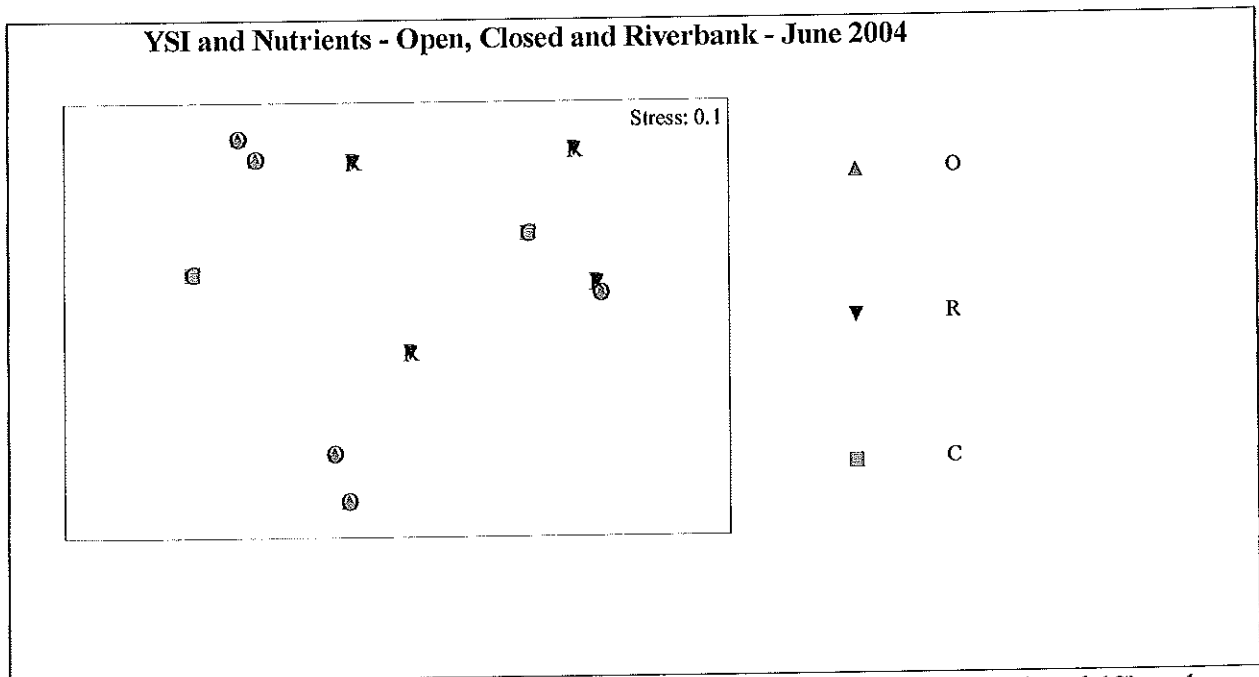 YSI and Nutrients - Open, Closed and Riverbank - June 2004
Stress: 0.1
O
O
R
R
C
C
R
O
R
O
O
O
R
C